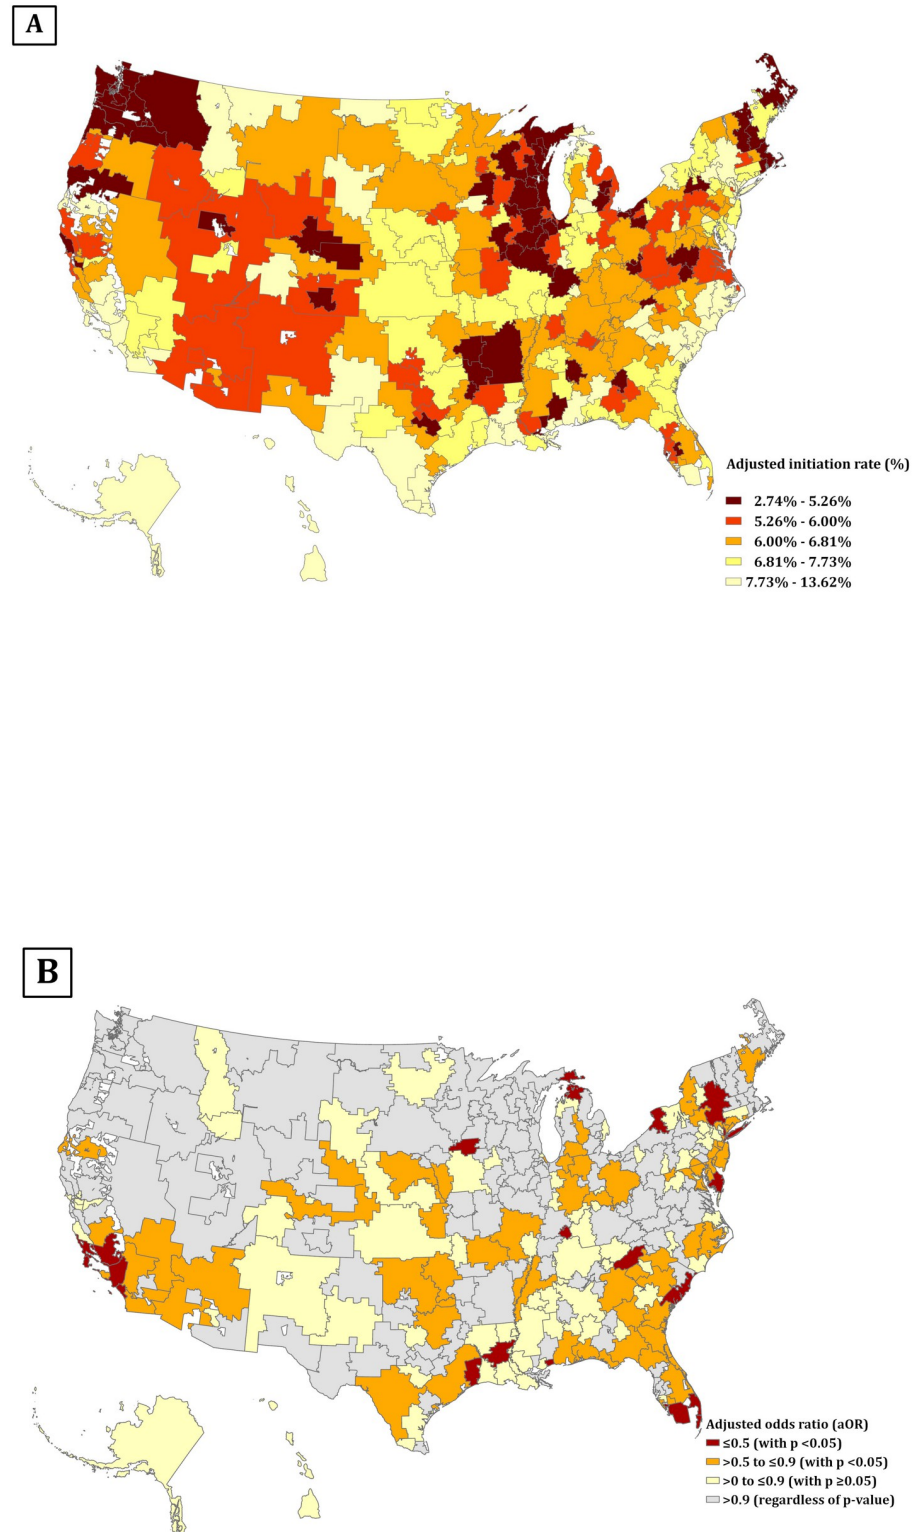 A
Adjusted initiation rate (%)
2.74% - 5.26%
5.26% - 6.00%
6.00% - 6.81%
6.81% - 7.73%
7.73% - 13.62%
B
Adjusted odds ratio (aOR)
≤0.5 (with p <0.05)
>0.5 to ≤0.9 (with p <0.05)
>0 to ≤0.9 (with p ≥0.05)
>0.9 (regardless of p-value)